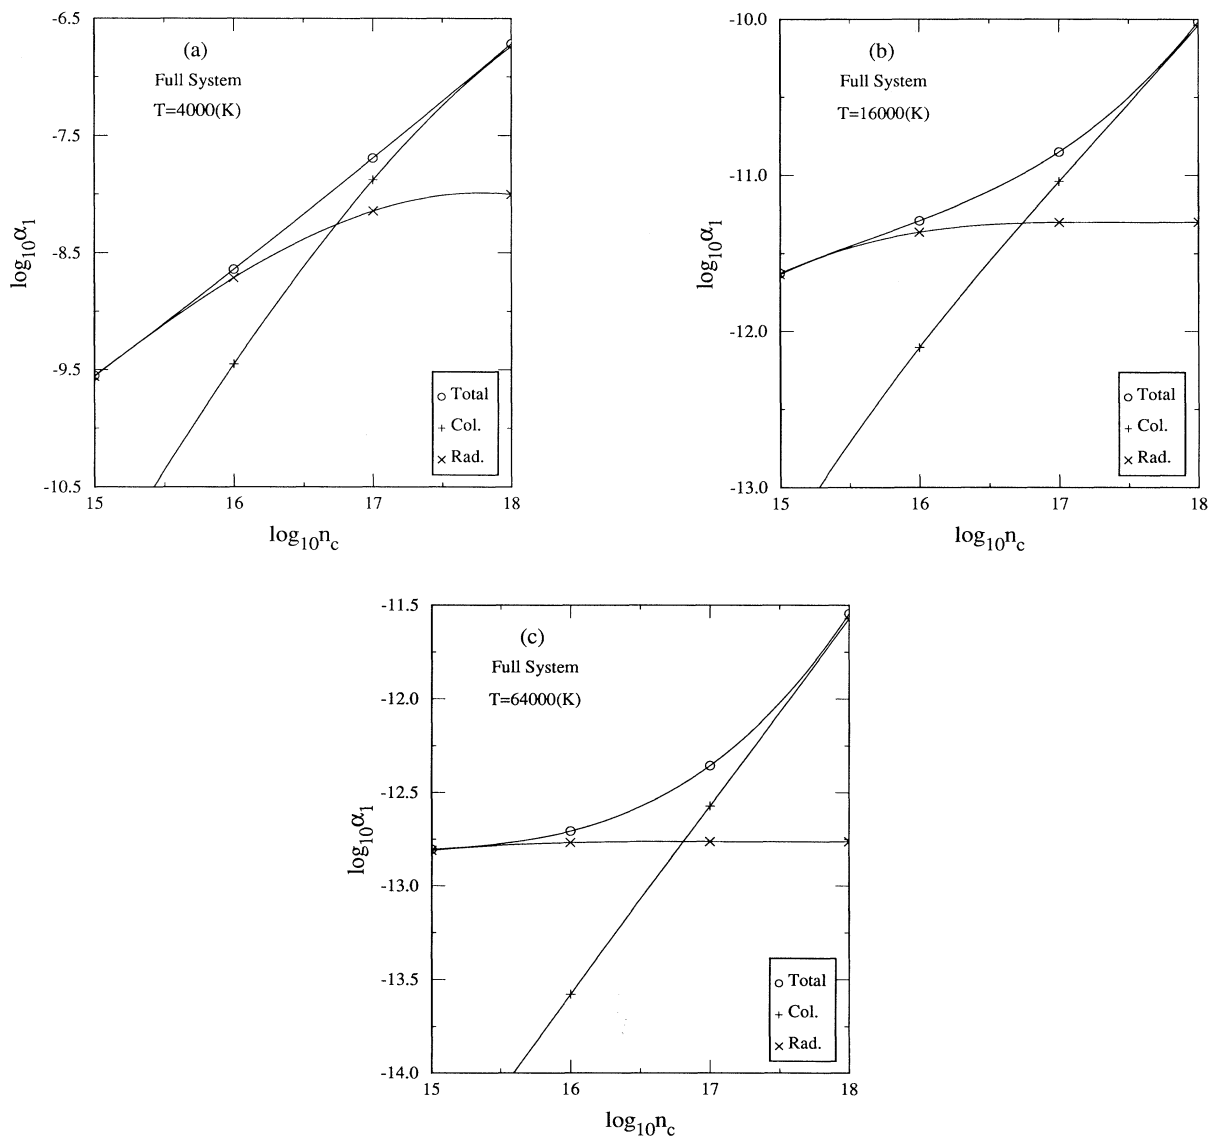 -6.5
(a)
Full System
T=4000(K)
-7.5
-8.5
-9.5
-10.5
log₁₀α₁
Total
Col.
Rad.
15
16
17
18
log₁₀n_c
-10.0
(b)
Full System
T=16000(K)
-11.0
-12.0
-13.0
log₁₀α₁
Total
Col.
Rad.
15
16
17
18
log₁₀n_c
-11.5
(c)
Full System
T=64000(K)
-12.0
-12.5
-13.0
-13.5
-14.0
log₁₀α₁
Total
Col.
Rad.
15
16
17
18
log₁₀n_c